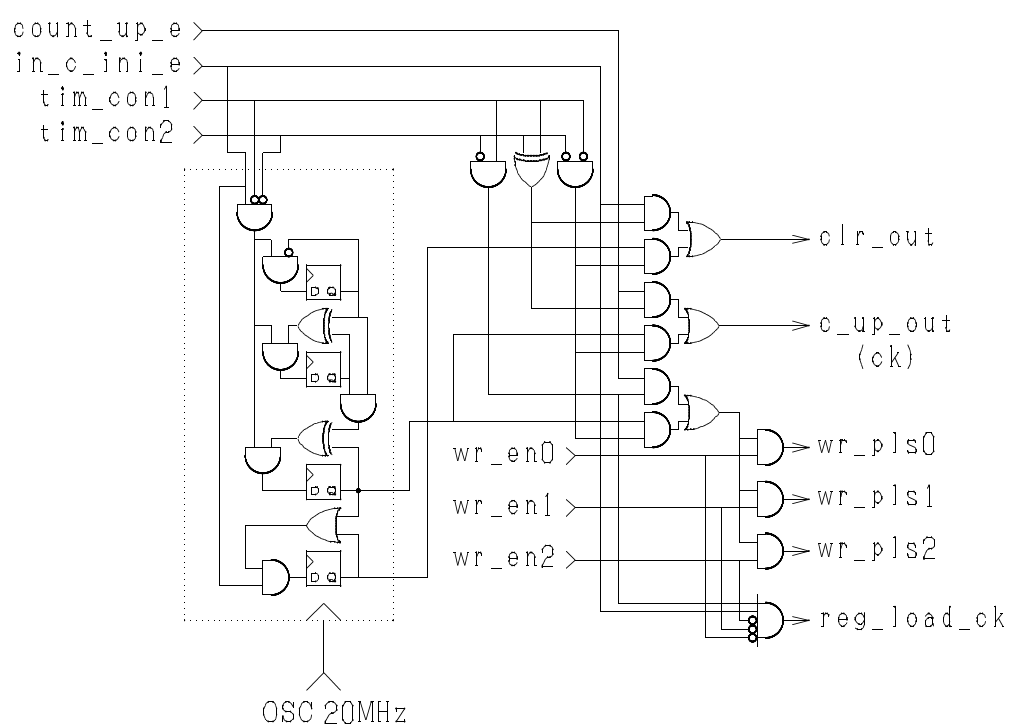 count_up_e
in_c_ini_e
tim_con1
tim_con2
clr_out
D Q
c_up_out
(ck)
D Q
wr_en0
wr_pls0
D Q
wr_en1
wr_pls1
wr_en2
wr_pls2
D Q
reg_load_ck
OSC 20MHz